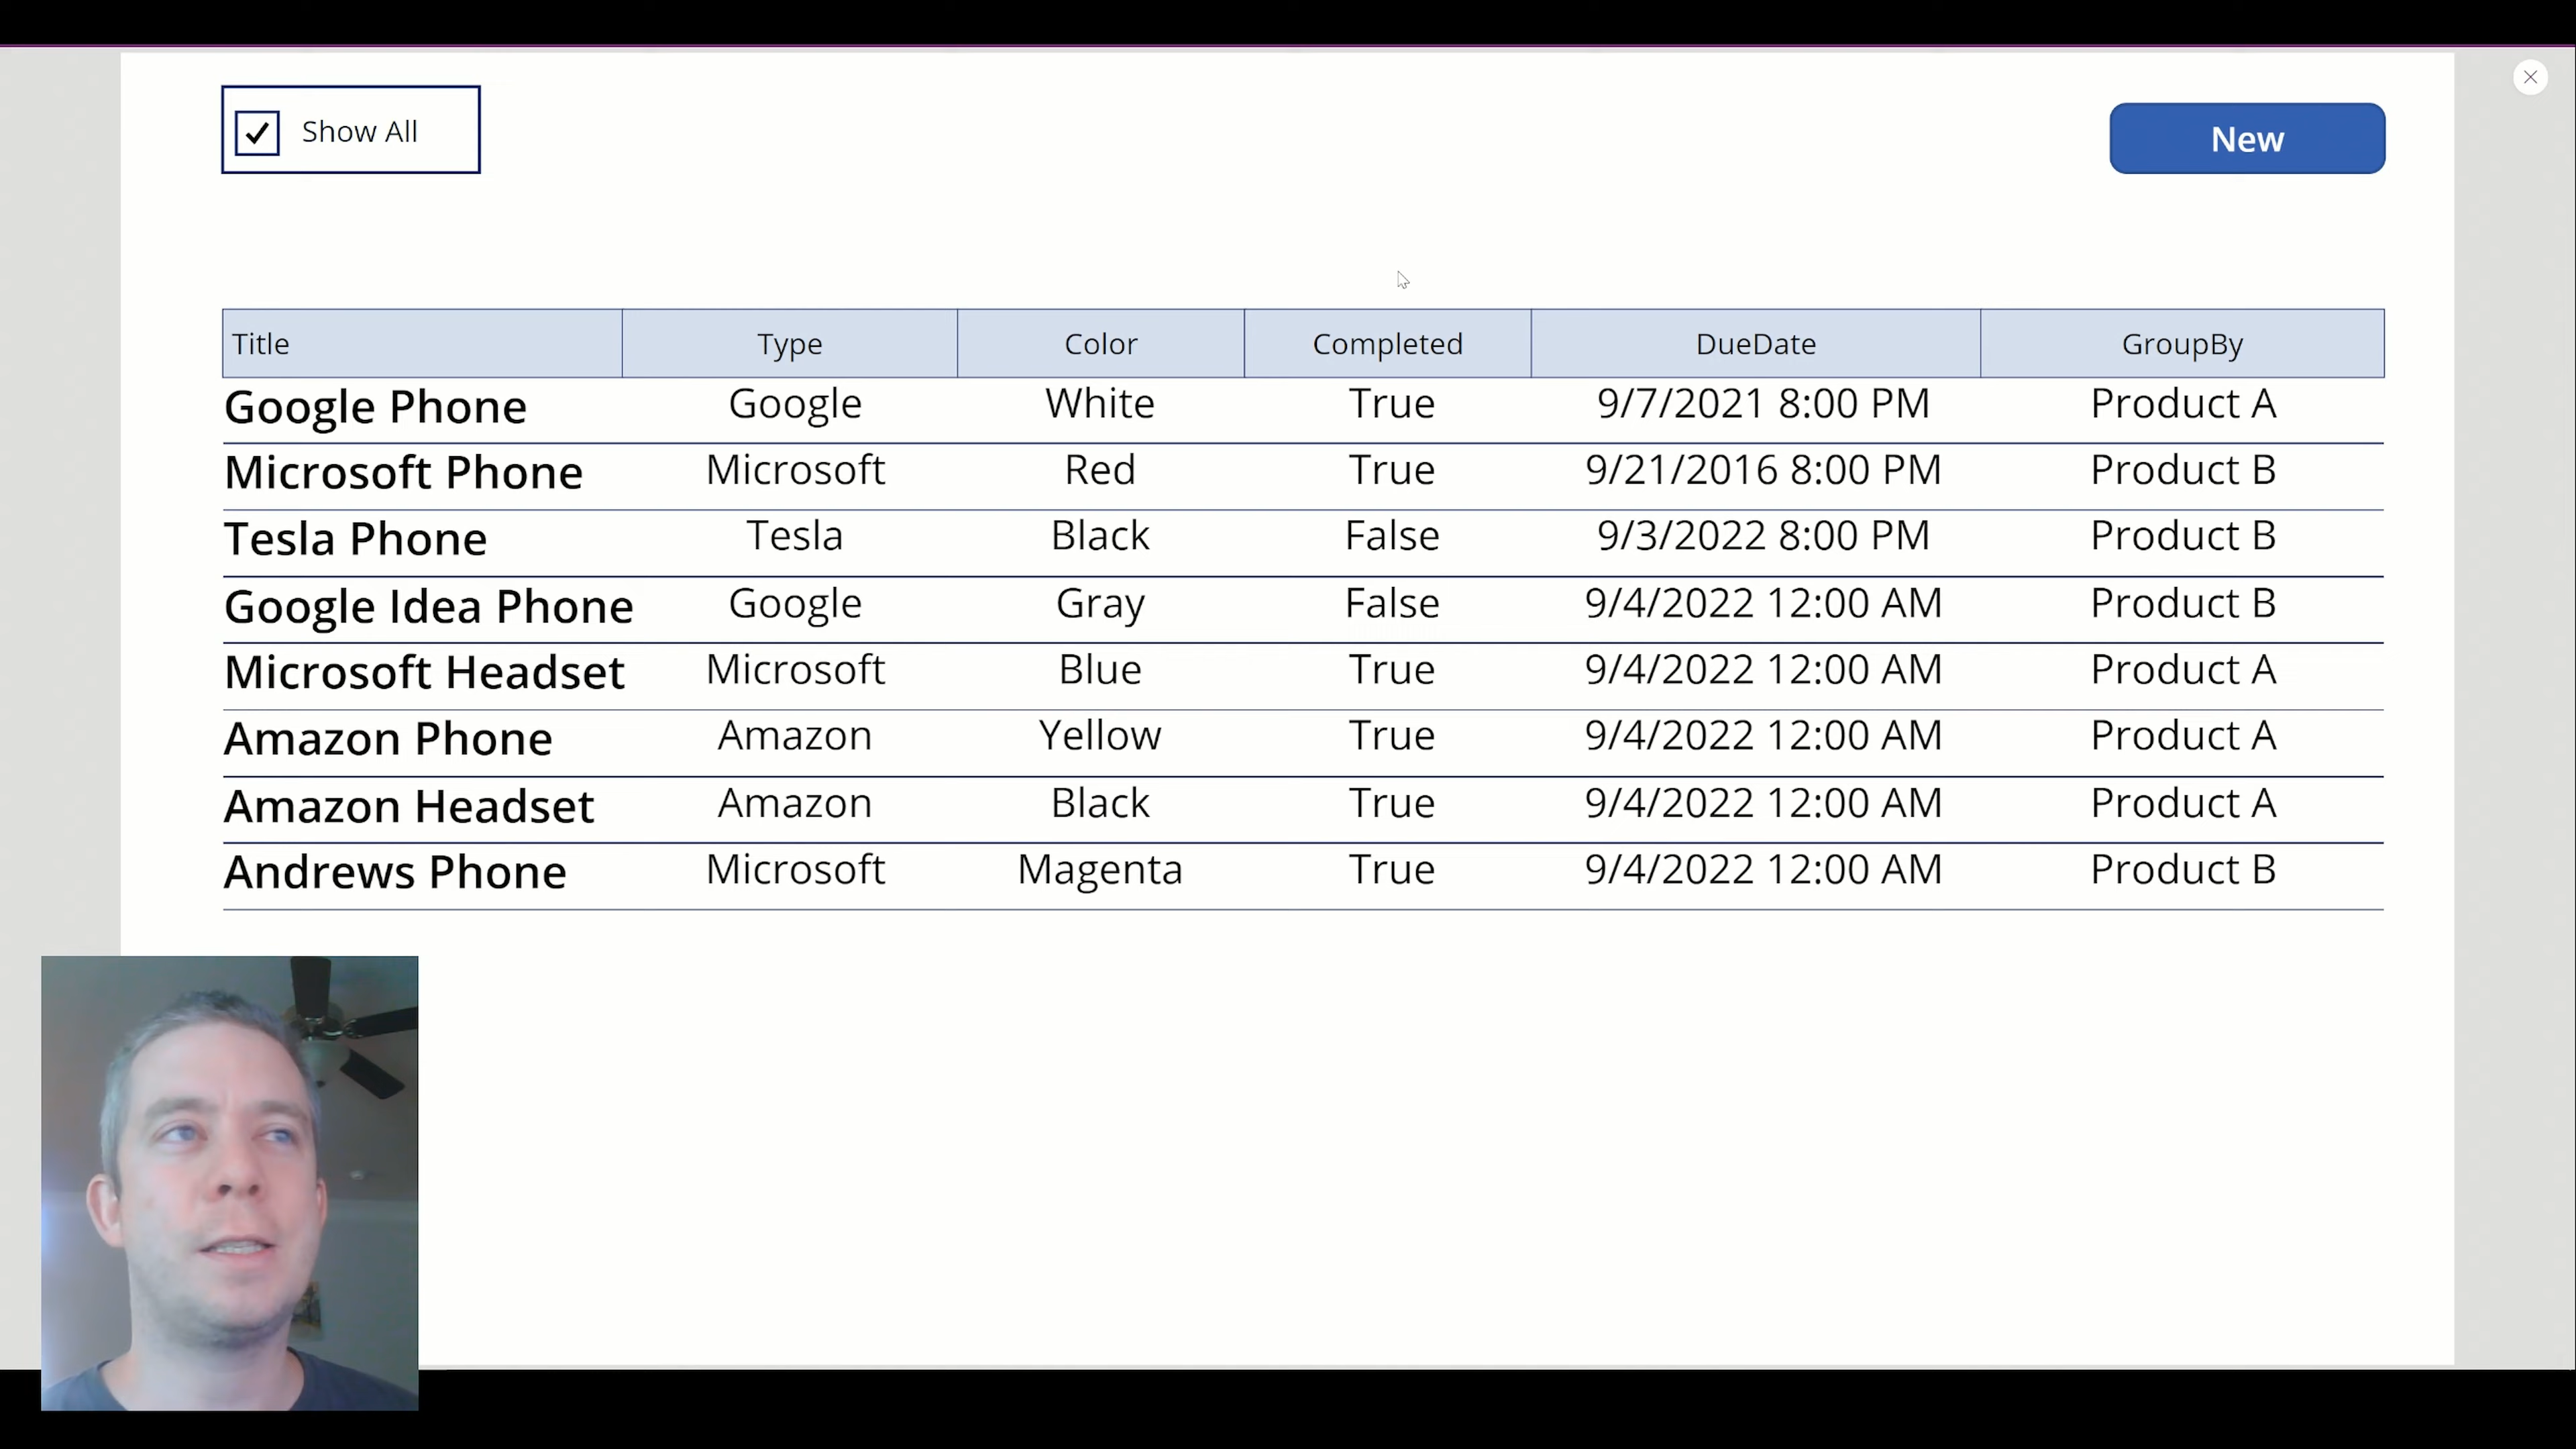 Show All
New
Title Type Color Completed DueDate GroupBy
Google Phone Google White True 9/7/2021 8:00 PM Product A
Microsoft Phone Microsoft Red True 9/21/2016 8:00 PM Product B
Tesla Phone Tesla Black False 9/3/2022 8:00 PM Product B
Google Idea Phone Google Gray False 9/4/2022 12:00 AM Product B
Microsoft Headset Microsoft Blue True 9/4/2022 12:00 AM Product A
Amazon Phone Amazon Yellow True 9/4/2022 12:00 AM Product A
Amazon Headset Amazon Black True 9/4/2022 12:00 AM Product A
Andrews Phone Microsoft Magenta True 9/4/2022 12:00 AM Product B